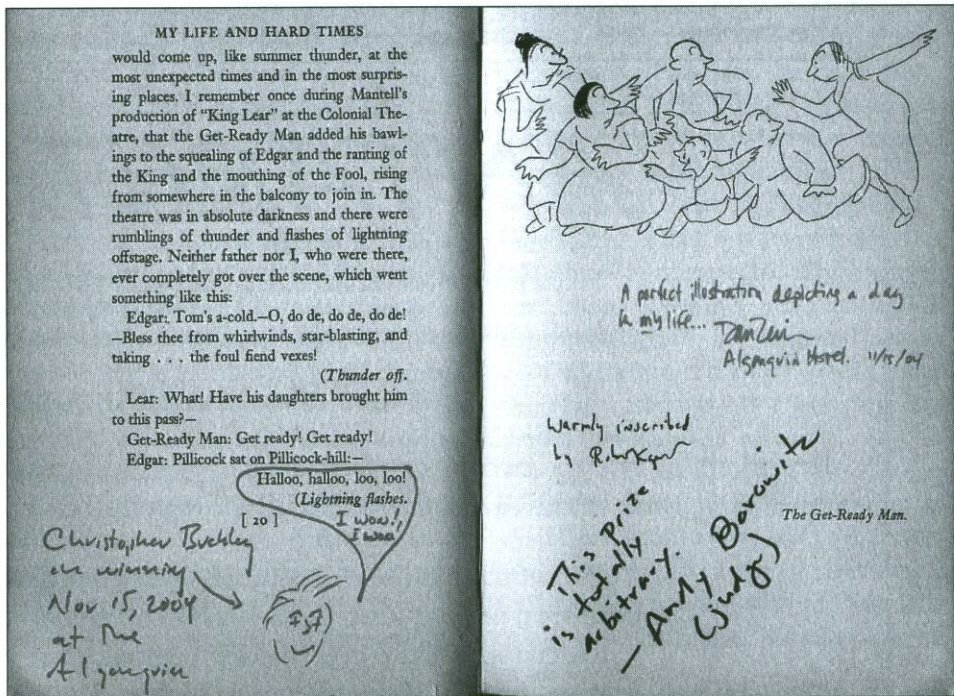 MY LIFE AND HARD TIMES
would come up, like summer thunder, at the
most unexpected times and in the most surpris-
ing places. I remember once during Mantell's
production of "King Lear" at the Colonial The-
atre, that the Get-Ready Man added his bawl-
ings to the squealing of Edgar and the ranting of
the King and the mouthing of the Fool, rising
from somewhere in the balcony to join in. The
theatre was in absolute darkness and there were
rumblings of thunder and flashes of lightning
offstage. Neither father nor I, who were there,
ever completely got over the scene, which went
something like this:
Edgar: Tom's a-cold.—O, do de, do de, do de!
—Bless thee from whirlwinds, star-blasting, and
taking . . . the foul fiend vexes!
(Thunder off.
Lear: What! Have his daughters brought him
to this pass?—
Get-Ready Man: Get ready! Get ready!
Edgar: Pillicock sat on Pillicock-hill:—
Halloo, halloo, loo, loo!
(Lightning flashes.
[ 20 ]
I won!,
I won
Christopher Buckley
on winning
Nov 15, 2004
at the
Algonquin
A perfect illustration depicting a day
in my life...
Algonquin Hotel. 11/15/04
Warmly inscribed
by
This Prize
is totally
arbitrary.
— Andy Borowitz
(judge)
The Get-Ready Man.